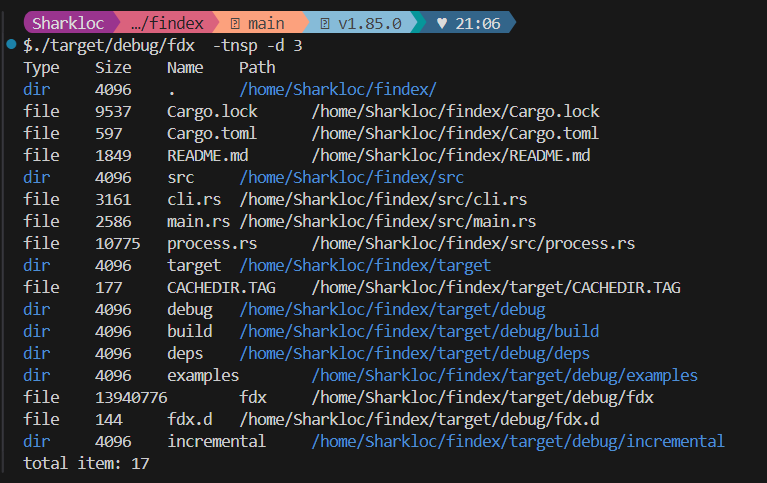 Sharkloc …/findex main v1.85.0 ♥ 21:06
$./target/debug/fdx -tnsp -d 3
Type Size Name Path
dir 4096 . /home/Sharkloc/findex/
file 9537 Cargo.lock /home/Sharkloc/findex/Cargo.lock
file 597 Cargo.toml /home/Sharkloc/findex/Cargo.toml
file 1849 README.md /home/Sharkloc/findex/README.md
dir 4096 src /home/Sharkloc/findex/src
file 3161 cli.rs /home/Sharkloc/findex/src/cli.rs
file 2586 main.rs /home/Sharkloc/findex/src/main.rs
file 10775 process.rs /home/Sharkloc/findex/src/process.rs
dir 4096 target /home/Sharkloc/findex/target
file 177 CACHEDIR.TAG /home/Sharkloc/findex/target/CACHEDIR.TAG
dir 4096 debug /home/Sharkloc/findex/target/debug
dir 4096 build /home/Sharkloc/findex/target/debug/build
dir 4096 deps /home/Sharkloc/findex/target/debug/deps
dir 4096 examples /home/Sharkloc/findex/target/debug/examples
file 13940776 fdx /home/Sharkloc/findex/target/debug/fdx
file 144 fdx.d /home/Sharkloc/findex/target/debug/fdx.d
dir 4096 incremental /home/Sharkloc/findex/target/debug/incremental
total item: 17